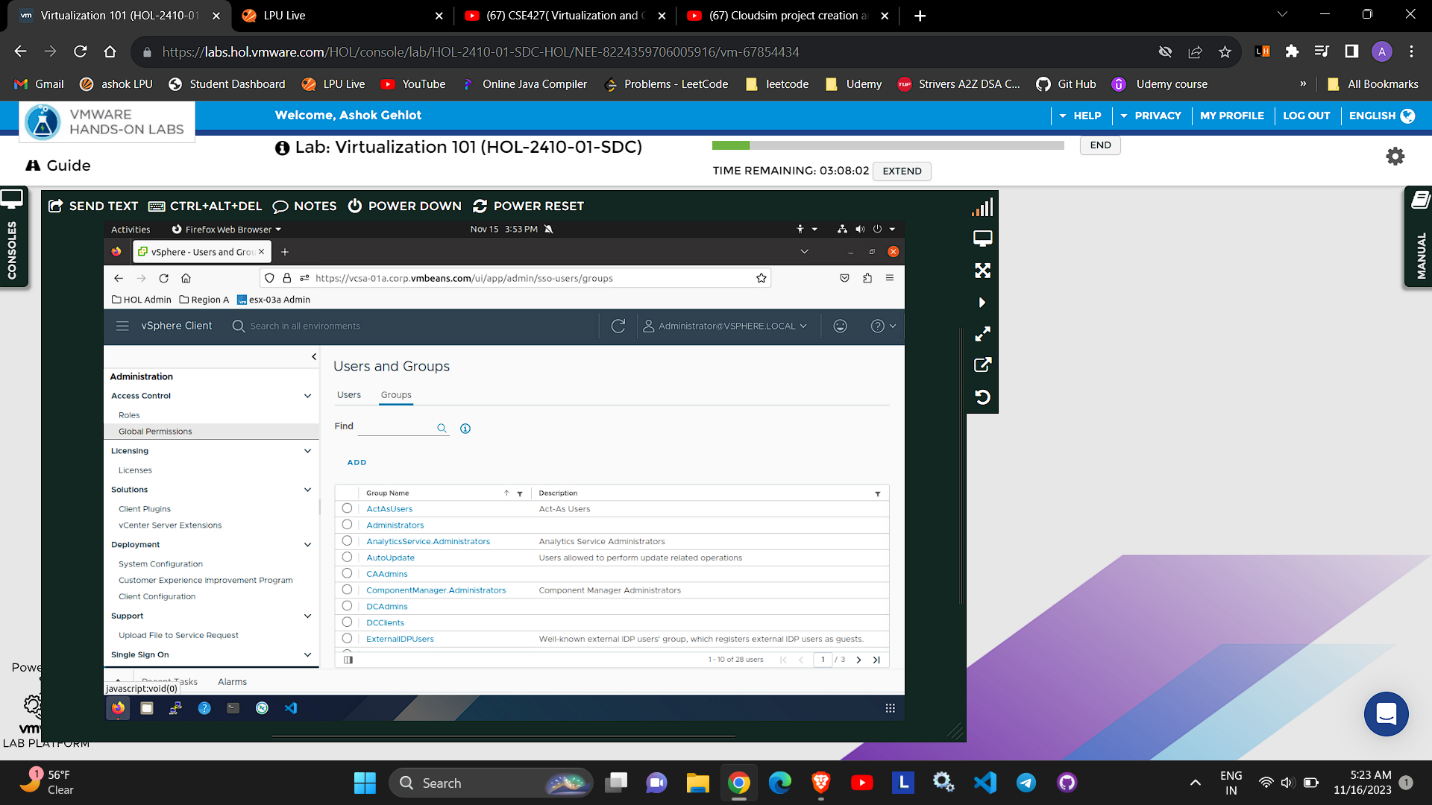 Virtualization 101 (HOL-2410-01
LPU Live
(67) CSE427( Virtualization and C
(67) Cloudsim project creation a
https://labs.hol.vmware.com/HOL/console/lab/HOL-2410-01-SDC-HOL/NEE-8224359706005916/vm-67854434
Gmail
ashok LPU
Student Dashboard
LPU Live
YouTube
Online Java Compiler
Problems - LeetCode
leetcode
Udemy
Strivers A2Z DSA C...
Git Hub
Udemy course
»
All Bookmarks
VMWARE
HANDS-ON LABS
Welcome, Ashok Gehlot
HELP
PRIVACY
MY PROFILE
LOG OUT
ENGLISH
Guide
Lab: Virtualization 101 (HOL-2410-01-SDC)
TIME REMAINING: 03:08:02
EXTEND
END
CONSOLES
MANUAL
SEND TEXT
CTRL+ALT+DEL
NOTES
POWER DOWN
POWER RESET
Activities
Firefox Web Browser
Nov 15 3:53 PM
vSphere - Users and Grou
https://vcsa-01a.corp.vmbeans.com/ui/app/admin/sso-users/groups
HOL Admin
Region A
esx-03a Admin
vSphere Client
Search in all environments
Administrator@VSPHERE.LOCAL
Administration
Access Control
Roles
Global Permissions
Licensing
Licenses
Solutions
Client Plugins
vCenter Server Extensions
Deployment
System Configuration
Customer Experience Improvement Program
Client Configuration
Support
Upload File to Service Request
Single Sign On
Users and Groups
Users
Groups
Find
ADD
Group Name
Description
ActAsUsers
Act-As Users
Administrators
AnalyticsService.Administrators
Analytics Service Administrators
AutoUpdate
Users allowed to perform update related operations
CAAdmins
ComponentManager.Administrators
Component Manager Administrators
DCAdmins
DCClients
ExternalIDPUsers
Well-known external IDP users' group, which registers external IDP users as guests.
1 - 10 of 28 users
1 / 3
Recent Tasks
Alarms
javascript:void(0)
Powe
vmw
LAB PLATFORM
1
56°F
Clear
Search
ENG
IN
5:23 AM
11/16/2023
1